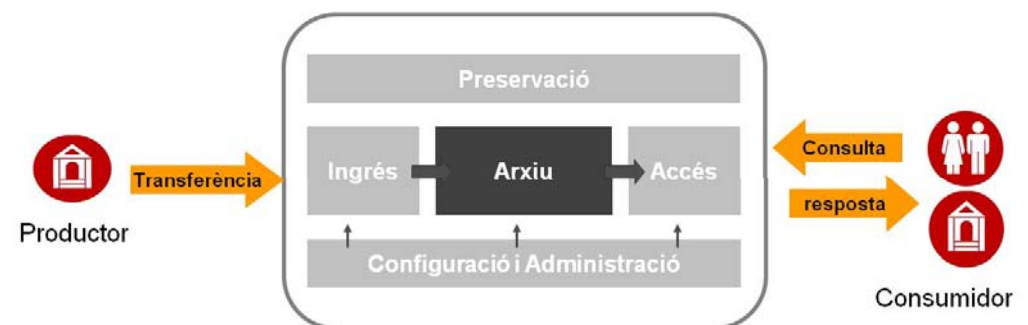 Preservació
Ingrés
Arxiu
Accés
Configuració i Administració
Transferència
Productor
Consulta
resposta
Consumidor